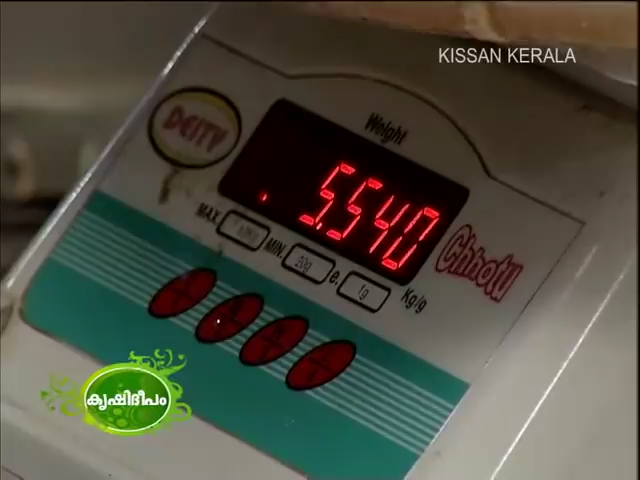 KISSAN KERALA
DEITY
Weight
5.540
MAX.
MIN. 20g e. 1g Kg/g
Chhotu
കൃഷിദീപം